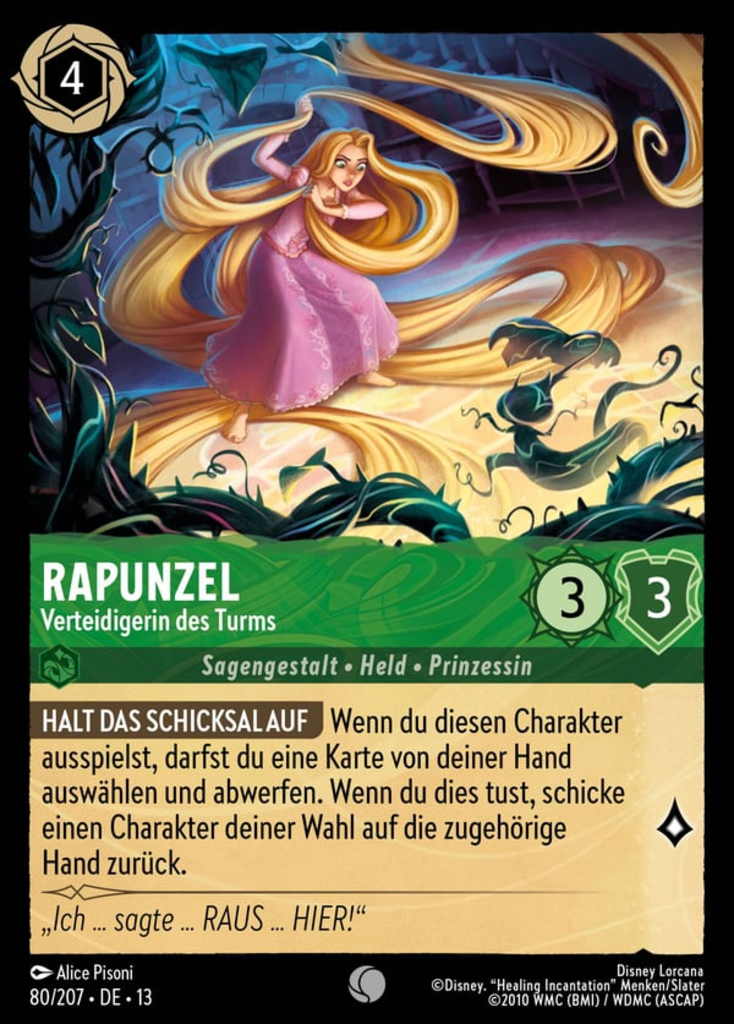 4
RAPUNZEL
Verteidigerin des Turms
3
3
Sagengestalt • Held • Prinzessin
HALT DAS SCHICKSAL AUF Wenn du diesen Charakter
ausspielst, darfst du eine Karte von deiner Hand
auswählen und abwerfen. Wenn du dies tust, schicke
einen Charakter deiner Wahl auf die zugehörige
Hand zurück.
„Ich ... sagte ... RAUS ... HIER!“
Alice Pisoni
80/207 • DE • 13
Disney Lorcana
©Disney. “Healing Incantation” Menken/Slater
©2010 WMC (BMI) / WDMC (ASCAP)